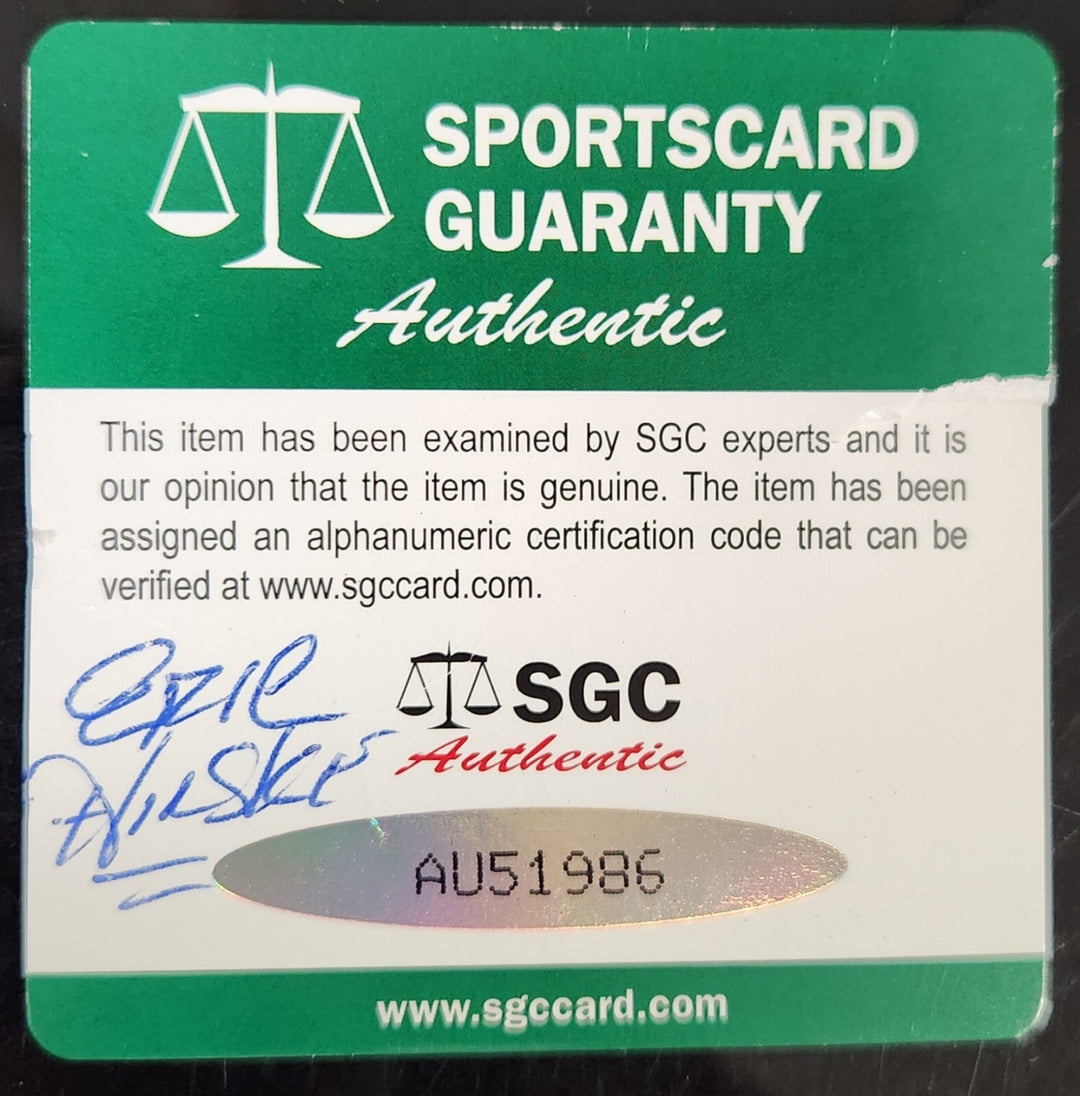 SPORTSCARD
GUARANTY
Authentic
This item has been examined by SGC experts and it is
our opinion that the item is genuine. The item has been
assigned an alphanumeric certification code that can be
verified at www.sgccard.com.
Eric
Hinske
SGC
Authentic
AU51986
www.sgccard.com